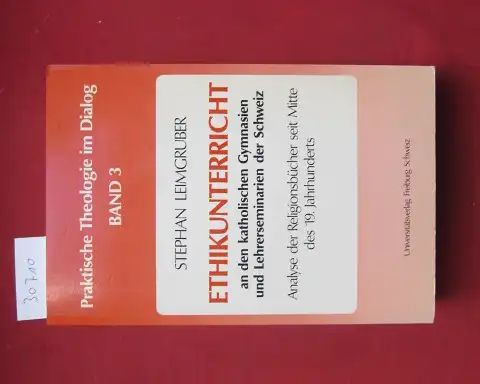 Praktische Theologie im Dialog
BAND 3
STEPHAN LEIMGRUBER
ETHIKUNTERRICHT
an den katholischen Gymnasien
und Lehrerseminarien der Schweiz
Analyse der Religionsbücher seit Mitte
des 19. Jahrhunderts
Universitätsverlag Freiburg Schweiz
30710